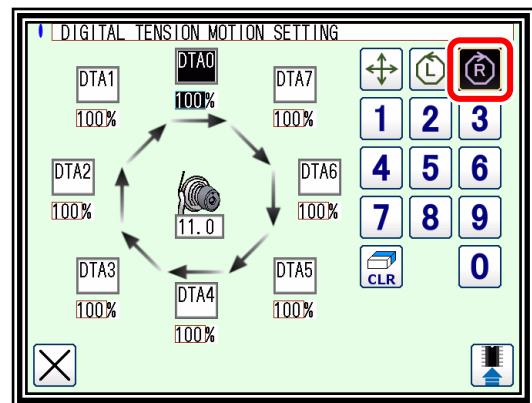 DIGITAL TENSION MOTION SETTING
DTA0
100%
DTA1
100%
DTA7
100%
DTA2
100%
DTA6
100%
11.0
DTA3
100%
DTA5
100%
DTA4
100%
L
R
1 2 3
4 5 6
7 8 9
CLR
0